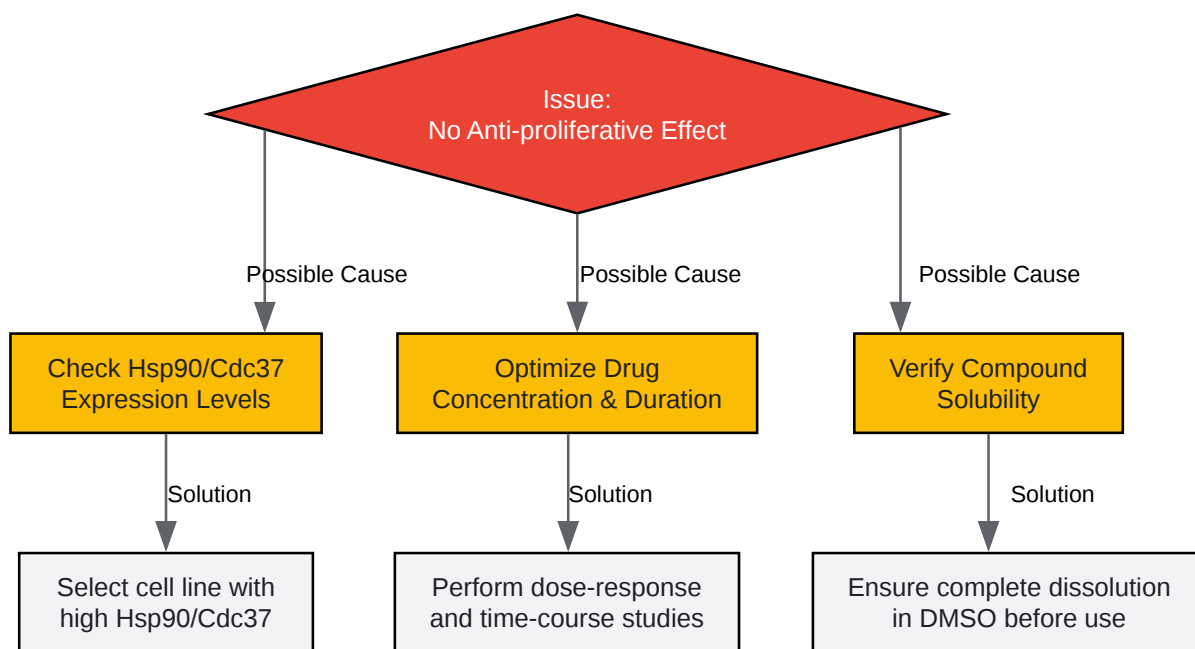 Issue:
No Anti-proliferative Effect
Possible Cause
Possible Cause
Possible Cause
Check Hsp90/Cdc37
Expression Levels
Optimize Drug
Concentration & Duration
Verify Compound
Solubility
Solution
Solution
Solution
Select cell line with
high Hsp90/Cdc37
Perform dose-response
and time-course studies
Ensure complete dissolution
in DMSO before use